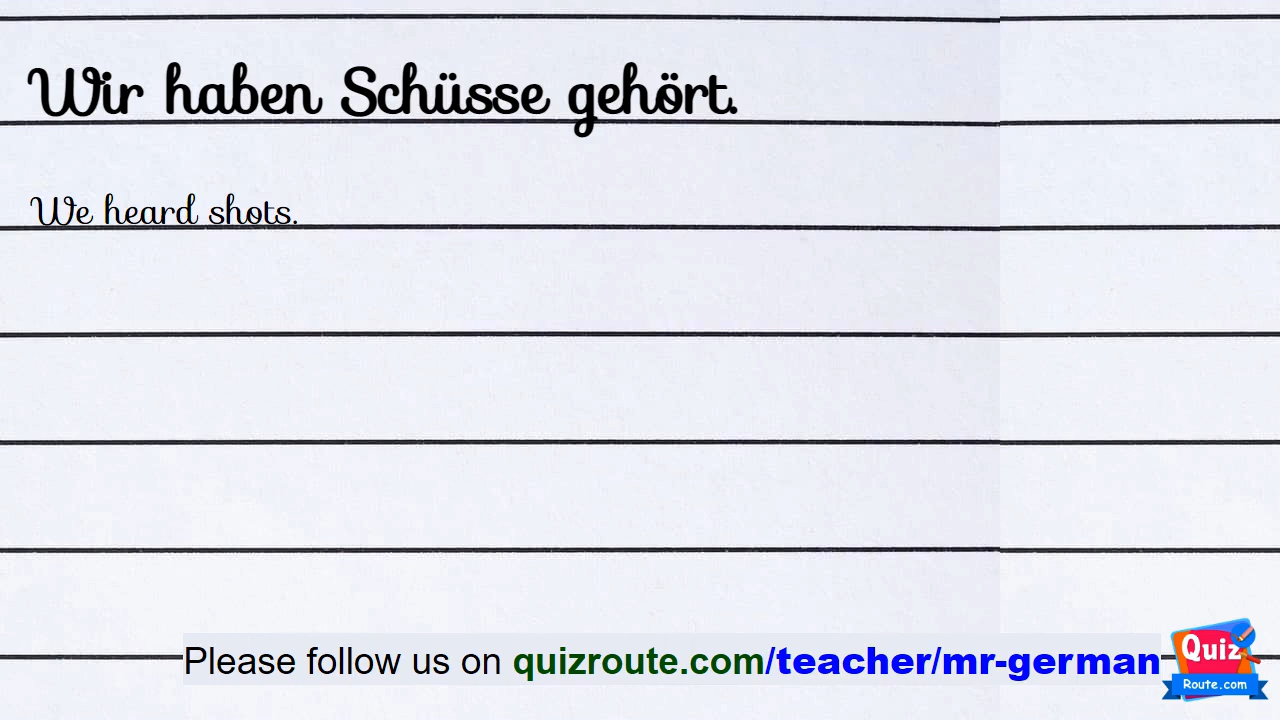 Wir haben Schüsse gehört.
We heard shots.
Please follow us on quizroute.com/teacher/mr-german
Quiz
Route.com